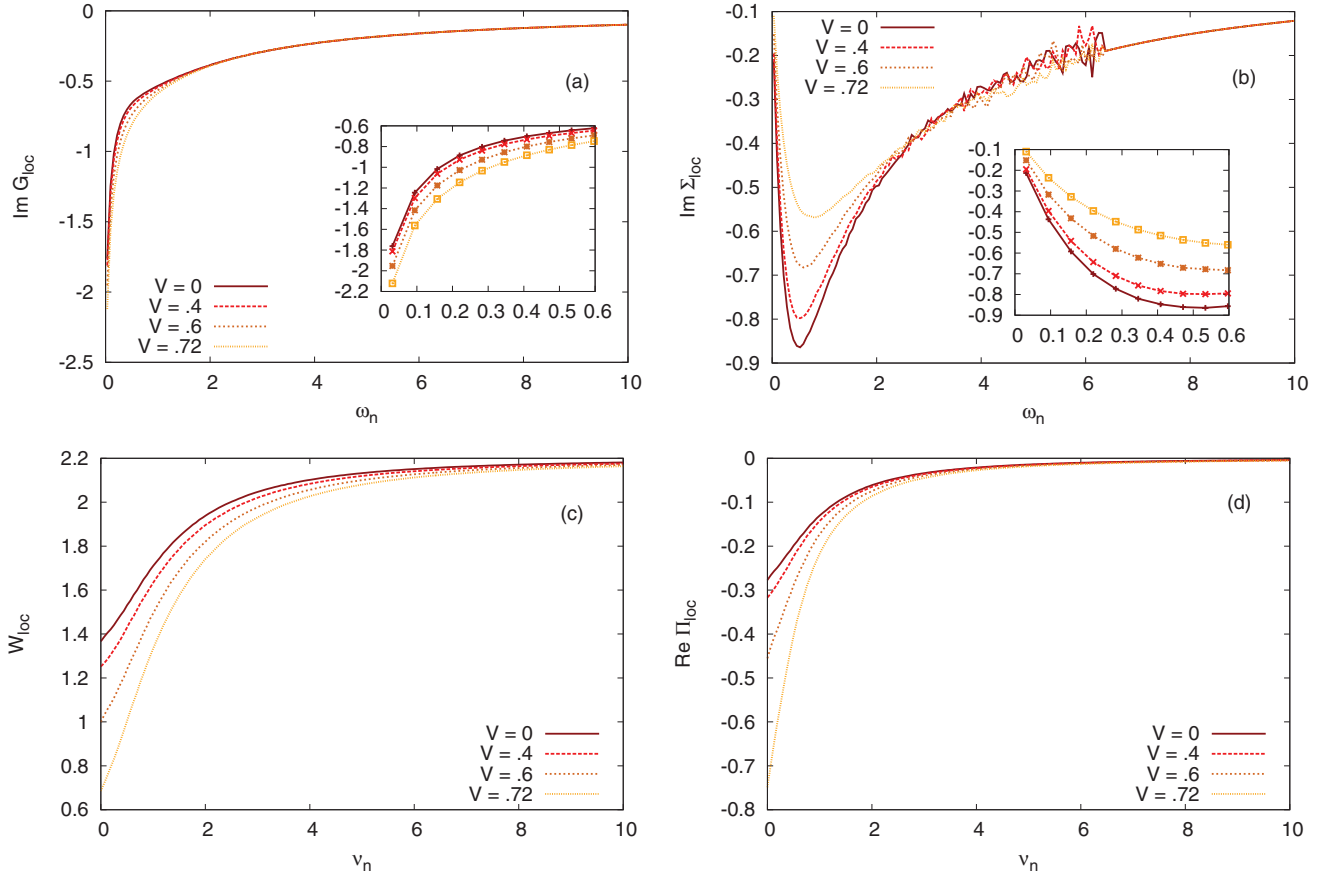 0
-0.5
-1
-1.5
-2
-2.5
Im G_loc
(a)
V = 0
V = .4
V = .6
V = .72
-0.6
-0.8
-1
-1.2
-1.4
-1.6
-1.8
-2
-2.2
0 0.1 0.2 0.3 0.4 0.5 0.6
0 2 4 6 8 10
ω_n
-0.1
-0.2
-0.3
-0.4
-0.5
-0.6
-0.7
-0.8
-0.9
Im Σ_loc
V = 0
V = .4
V = .6
V = .72
(b)
-0.1
-0.2
-0.3
-0.4
-0.5
-0.6
-0.7
-0.8
-0.9
0 0.1 0.2 0.3 0.4 0.5 0.6
0 2 4 6 8 10
ω_n
2.2
2
1.8
1.6
1.4
1.2
1
0.8
0.6
W_loc
(c)
V = 0
V = .4
V = .6
V = .72
0 2 4 6 8 10
ν_n
0
-0.1
-0.2
-0.3
-0.4
-0.5
-0.6
-0.7
-0.8
Re Π_loc
(d)
V = 0
V = .4
V = .6
V = .72
0 2 4 6 8 10
ν_n